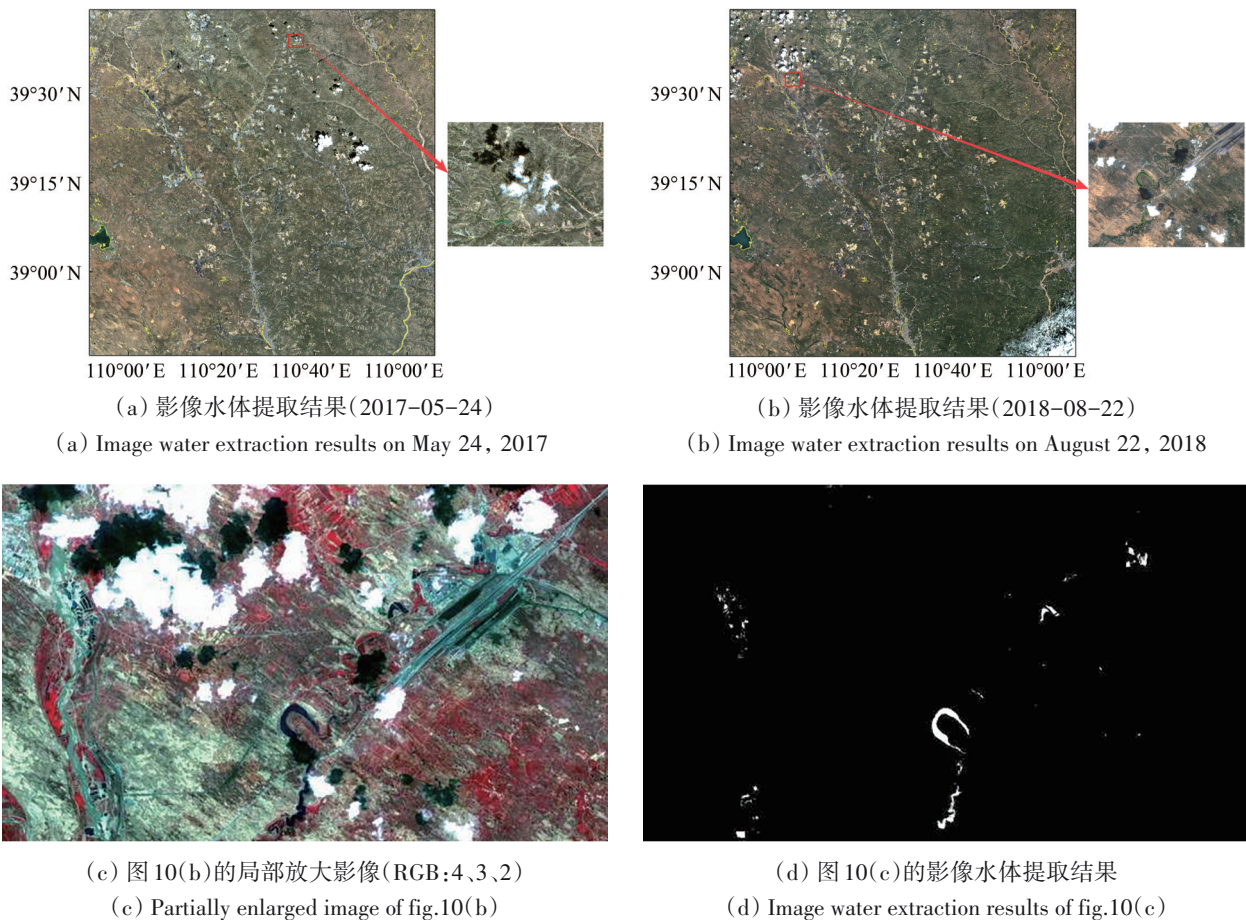 39°30′N
39°15′N
39°00′N
110°00′E 110°20′E 110°40′E 110°00′E
(a) 影像水体提取结果(2017-05-24)
(a) Image water extraction results on May 24, 2017
39°30′N
39°15′N
39°00′N
110°00′E 110°20′E 110°40′E 110°00′E
(b) 影像水体提取结果(2018-08-22)
(b) Image water extraction results on August 22, 2018
(c) 图10(b)的局部放大影像(RGB:4、3、2)
(c) Partially enlarged image of fig.10(b)
(d) 图10(c)的影像水体提取结果
(d) Image water extraction results of fig.10(c)